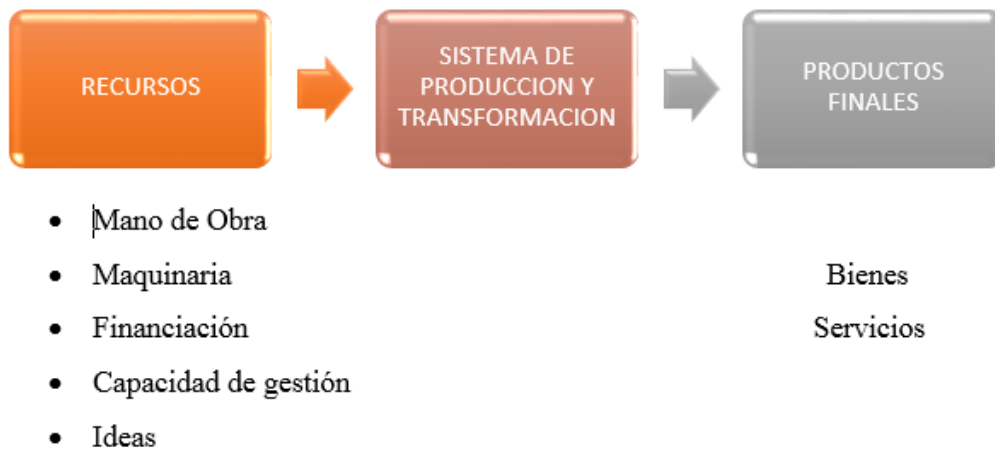 RECURSOS
SISTEMA DE
PRODUCCION Y
TRANSFORMACION
PRODUCTOS
FINALES
• Mano de Obra
• Maquinaria
• Financiación
• Capacidad de gestión
• Ideas
Bienes
Servicios